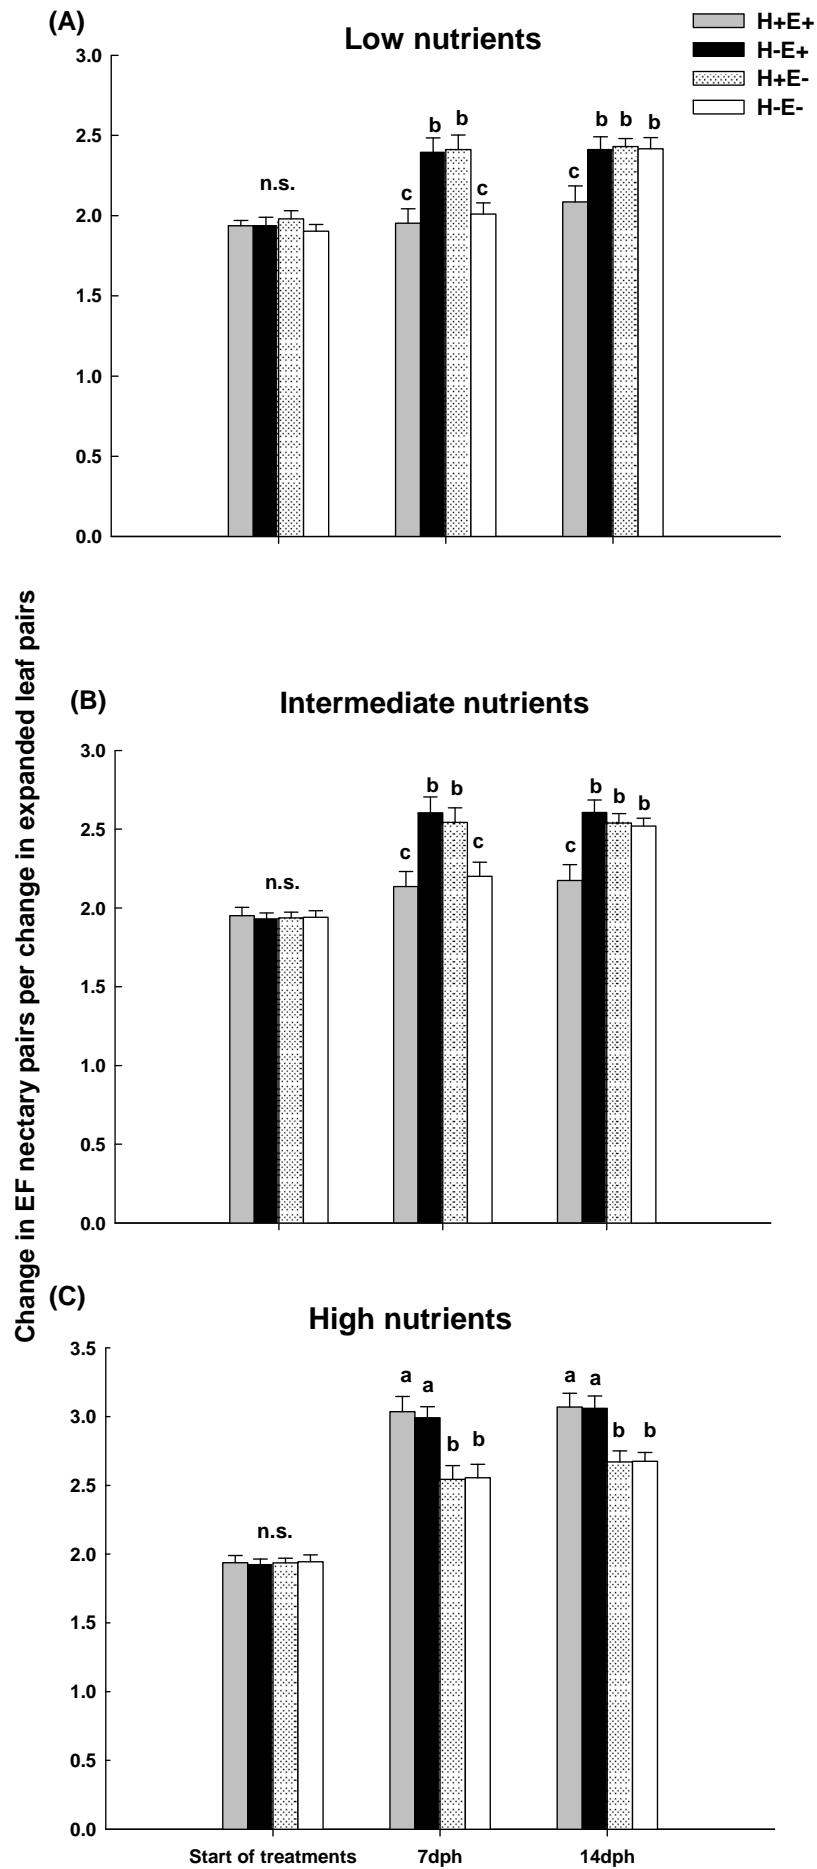 (A)
Low nutrients
H+E+
H-E+
H+E-
H-E-
3.0
2.5
2.0
1.5
1.0
0.5
0.0
n.s.
c b b c
c b b b
Change in EF nectary pairs per change in expanded leaf pairs
(B)
Intermediate nutrients
3.0
2.5
2.0
1.5
1.0
0.5
0.0
n.s.
c b b c
c b b b
(C)
High nutrients
3.5
3.0
2.5
2.0
1.5
1.0
0.5
0.0
n.s.
a a b b
a a b b
Start of treatments 7dph 14dph